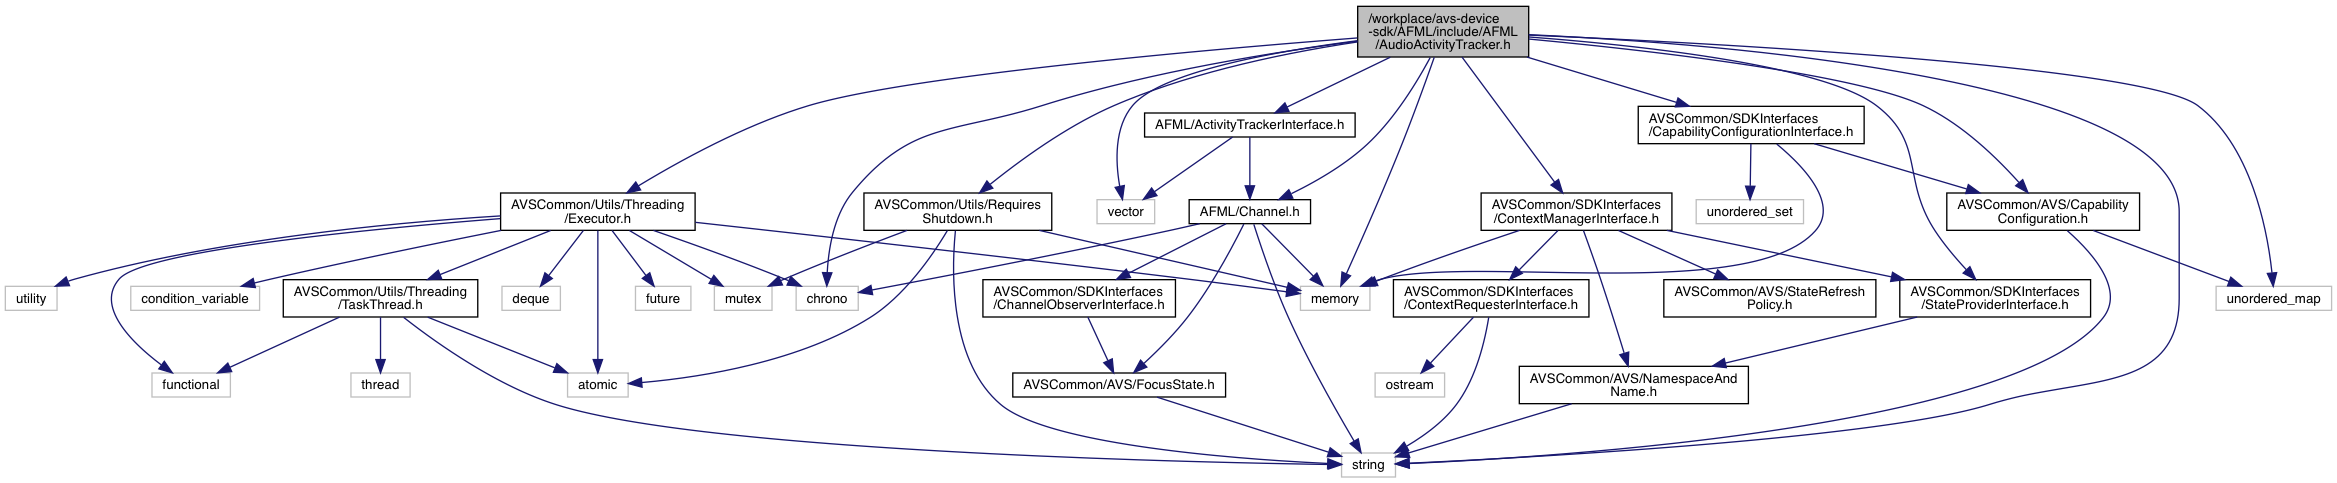 /workplace/avs-device
-sdk/AFML/include/AFML
/AudioActivityTracker.h
AFML/ActivityTrackerInterface.h
AVSCommon/SDKInterfaces
/CapabilityConfigurationInterface.h
AVSCommon/Utils/Threading
/Executor.h
AVSCommon/Utils/Requires
Shutdown.h
vector
AFML/Channel.h
AVSCommon/SDKInterfaces
/ContextManagerInterface.h
unordered_set
AVSCommon/AVS/Capability
Configuration.h
utility
condition_variable
AVSCommon/Utils/Threading
/TaskThread.h
deque
future
mutex
chrono
AVSCommon/SDKInterfaces
/ChannelObserverInterface.h
memory
AVSCommon/SDKInterfaces
/ContextRequesterInterface.h
AVSCommon/AVS/StateRefresh
Policy.h
AVSCommon/SDKInterfaces
/StateProviderInterface.h
unordered_map
functional
thread
atomic
AVSCommon/AVS/FocusState.h
ostream
AVSCommon/AVS/NamespaceAnd
Name.h
string